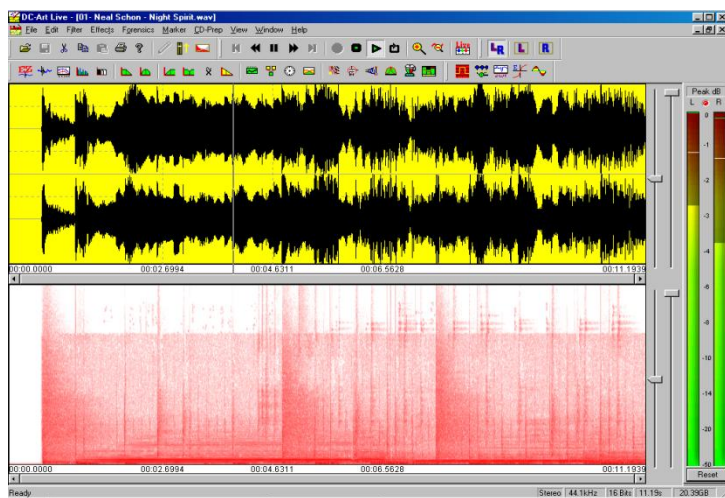 DC-Art Live - [01- Neal Schon - Night Spirit.wav]
File Edit Filter Effects Forensics Marker CD-Prep View Window Help
LR L R
Peak dB
L R
0
-1
-2
-3
-4
-6
-8
-10
-14
-20
-50
Reset
00:00.0000 00:02.6994 00:04.6311 00:06.5628 00:11.1939
00:00.0000 00:02.6994 00:04.6311 00:06.5628 00:11.1939
Ready Stereo 44.1kHz 16 Bits 11.19s 20.39GB